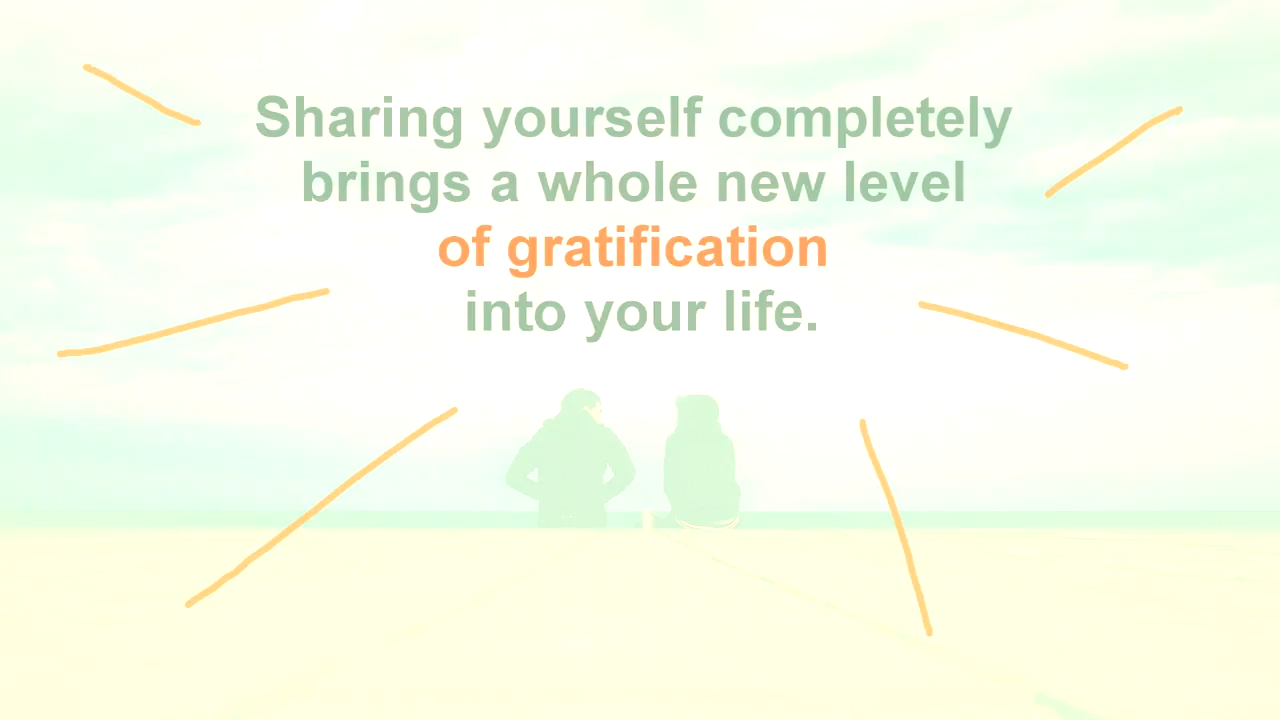 Sharing yourself completely
brings a whole new level
of gratification
into your life.